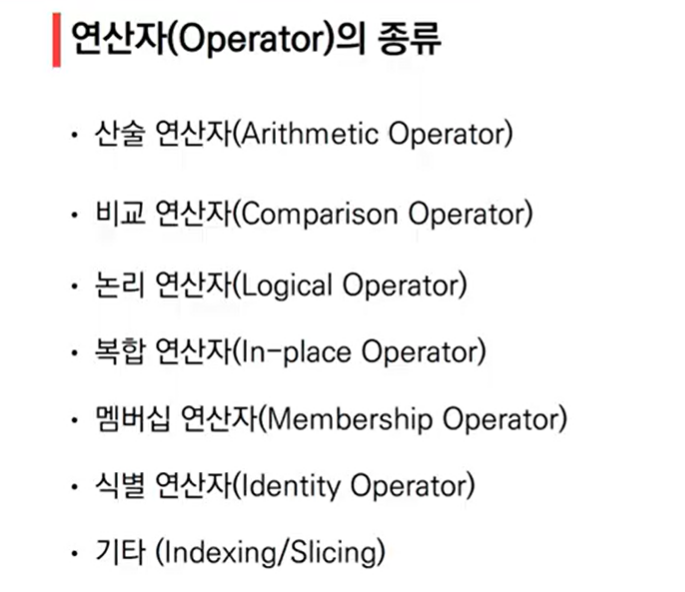 연산자(Operator)의 종류
• 산술 연산자(Arithmetic Operator)
• 비교 연산자(Comparison Operator)
• 논리 연산자(Logical Operator)
• 복합 연산자(In-place Operator)
• 멤버십 연산자(Membership Operator)
• 식별 연산자(Identity Operator)
• 기타 (Indexing/Slicing)